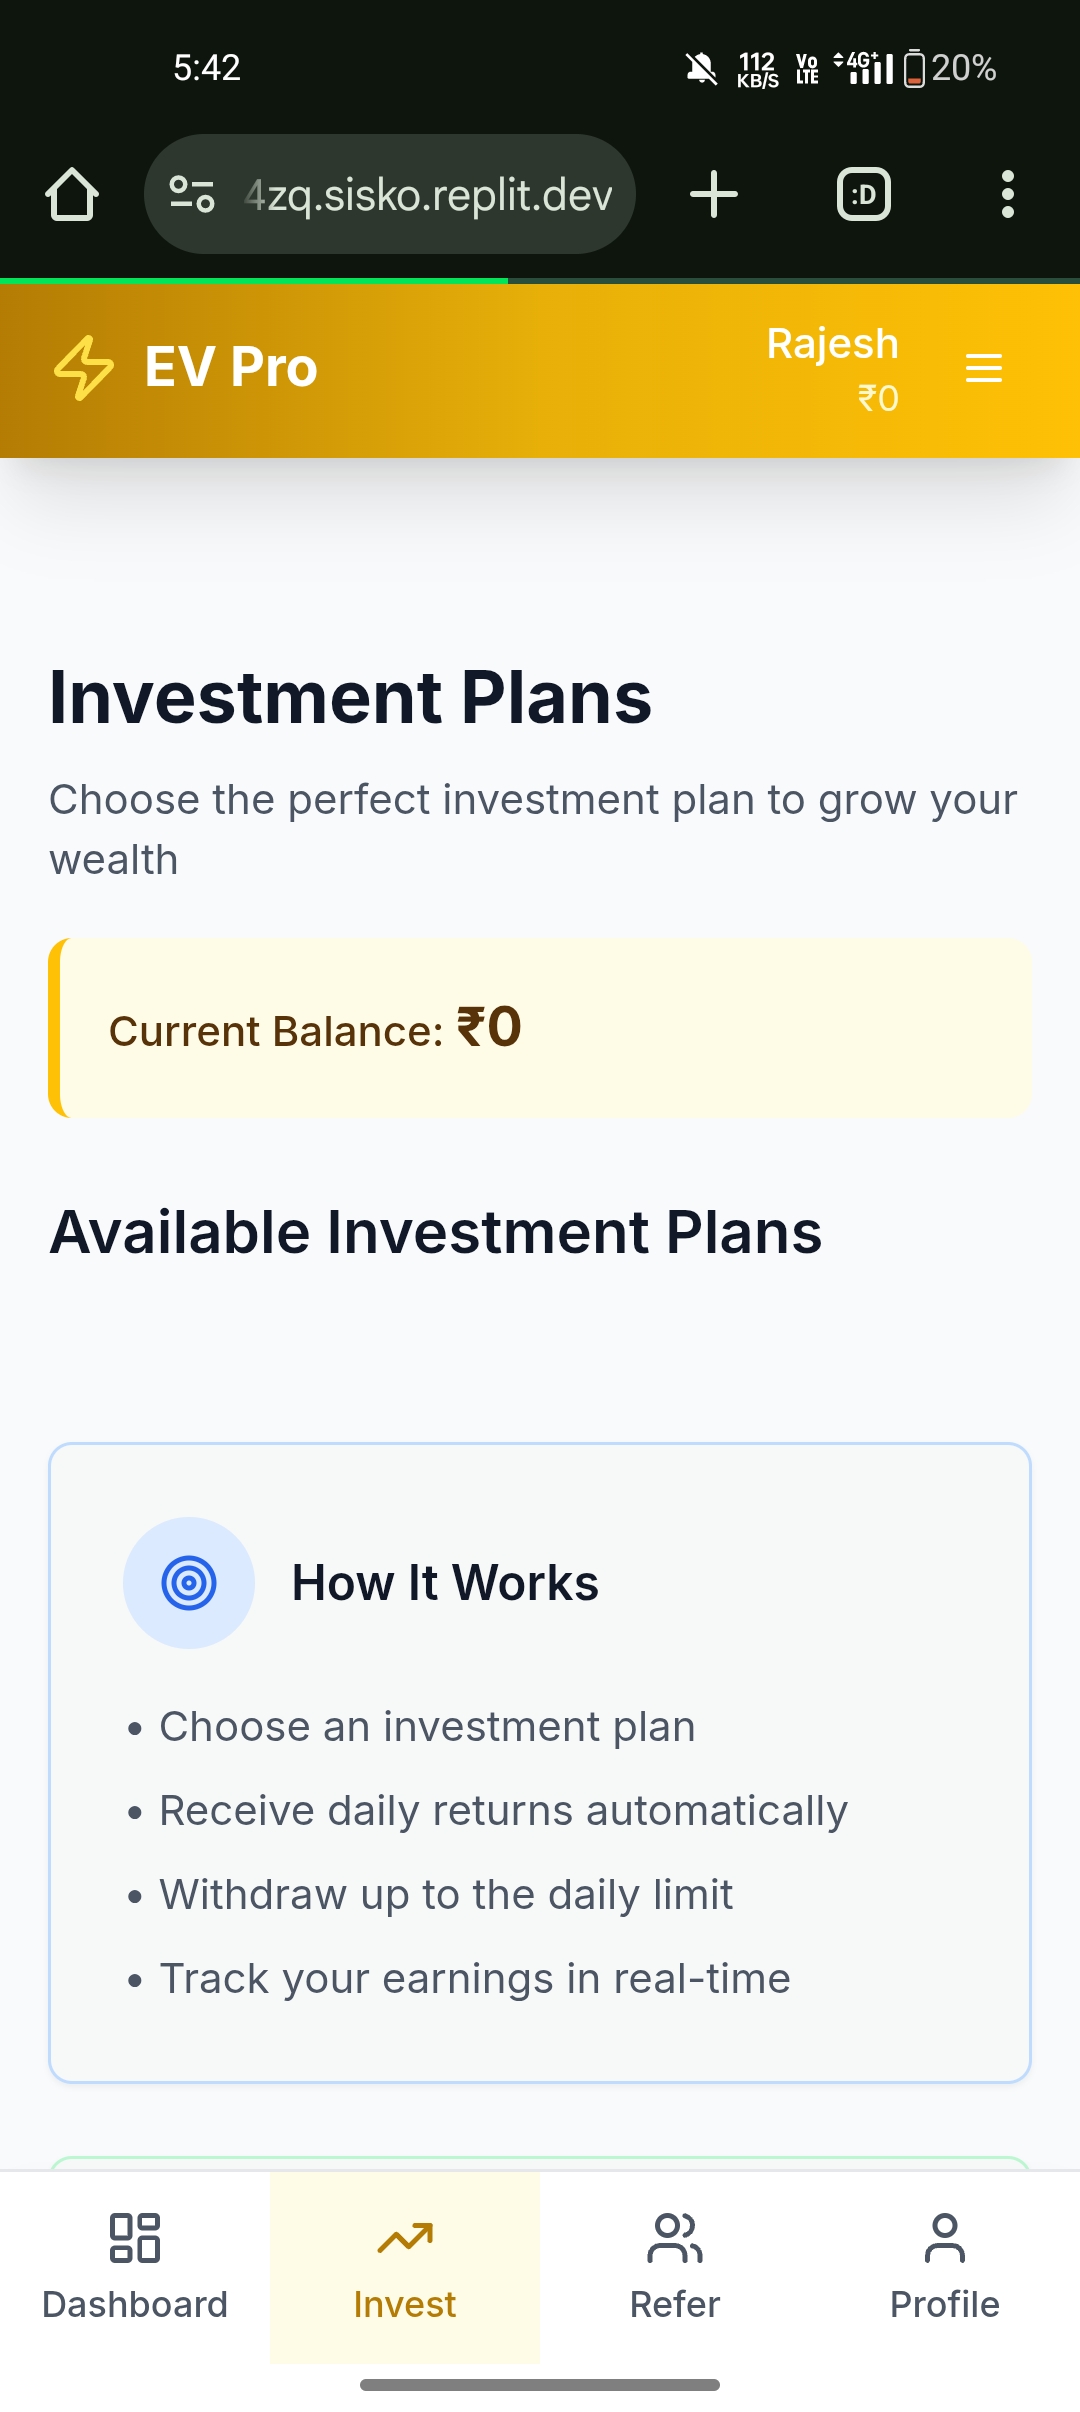 5:42
112
KB/S
Vo
LTE
4G+
20%
4zq.sisko.replit.dev
:D
EV Pro
Rajesh
₹0
Investment Plans
Choose the perfect investment plan to grow your
wealth
Current Balance: ₹0
Available Investment Plans
How It Works
• Choose an investment plan
• Receive daily returns automatically
• Withdraw up to the daily limit
• Track your earnings in real-time
Dashboard
Invest
Refer
Profile